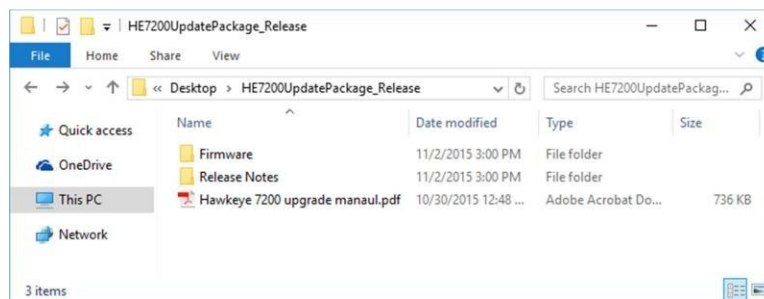 HE7200UpdatePackage_Release
File Home Share View
« Desktop › HE7200UpdatePackage_Release
Search HE7200UpdatePackag...
Quick access
OneDrive
This PC
Network
Name Date modified Type Size
Firmware 11/2/2015 3:00 PM File folder
Release Notes 11/2/2015 3:00 PM File folder
Hawkeye 7200 upgrade manaul.pdf 10/30/2015 12:48 ... Adobe Acrobat Do... 736 KB
3 items